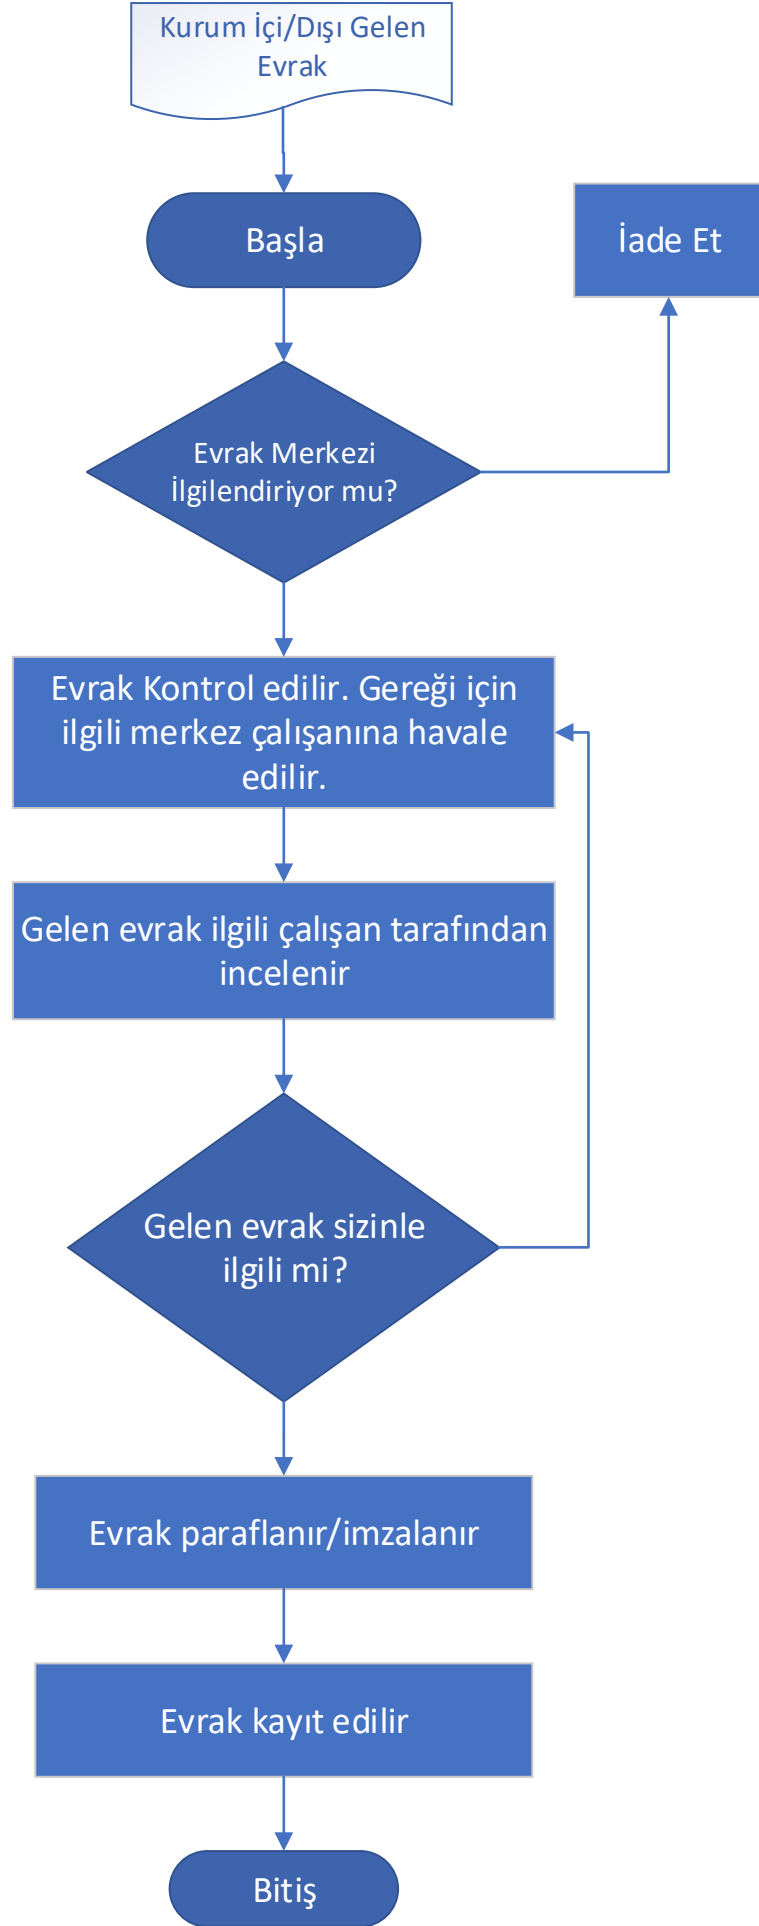 Kurum İçi/Dışı Gelen
Evrak
Başla
İade Et
Evrak Merkezi
İlgilendiriyor mu?
Evrak Kontrol edilir. Gereği için
ilgili merkez çalışanına havale
edilir.
Gelen evrak ilgili çalışan tarafından
incelenir
Gelen evrak sizinle
ilgili mi?
Evrak paraflanır/imzalanır
Evrak kayıt edilir
Bitiş